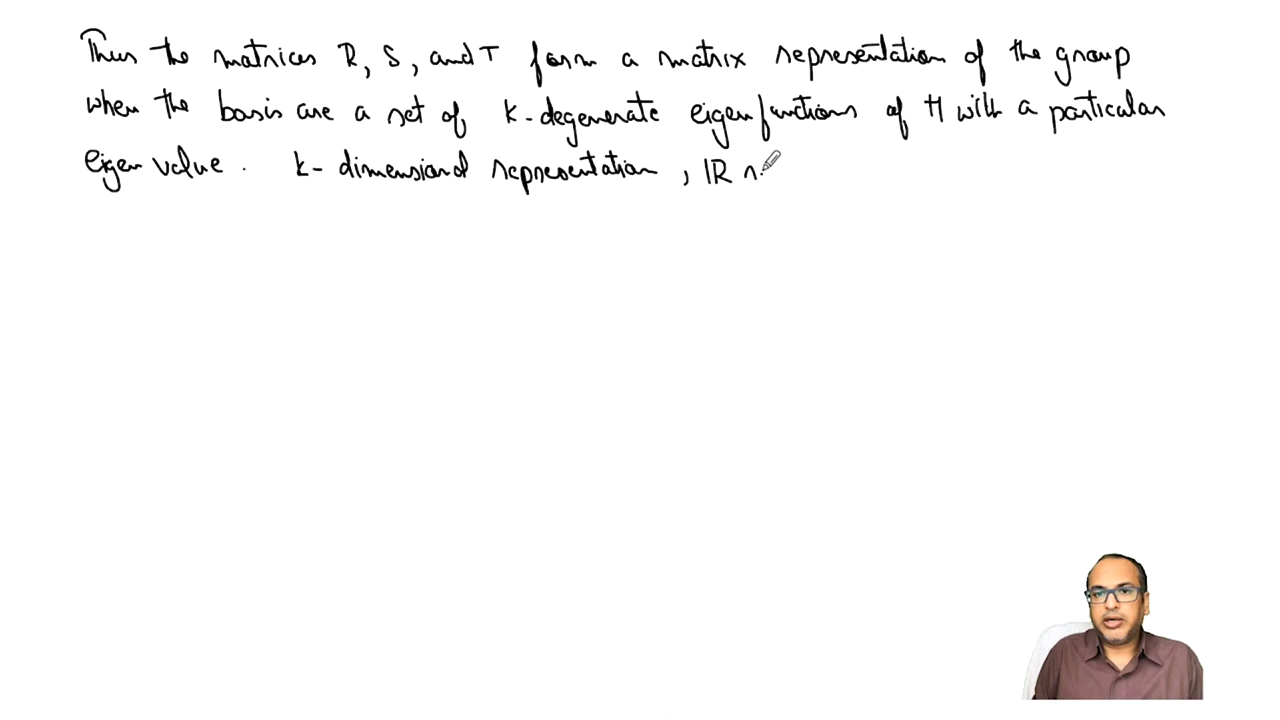 Thus the matrices R, S, and T form a matrix representation of the group
when the basis are a set of k-degenerate eigenfunctions of H with a particular
eigen value. k-dimensional representation, IR